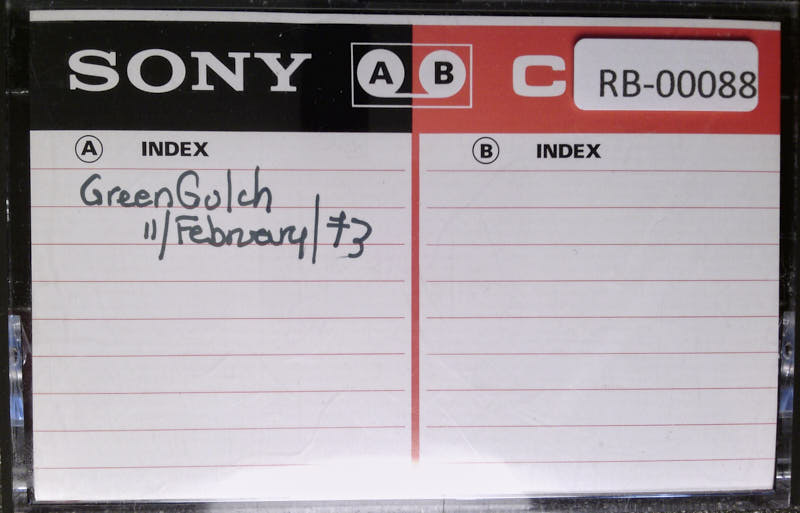 SONY A B C RB-00088
A INDEX
GreenGulch
11/February/73
B INDEX